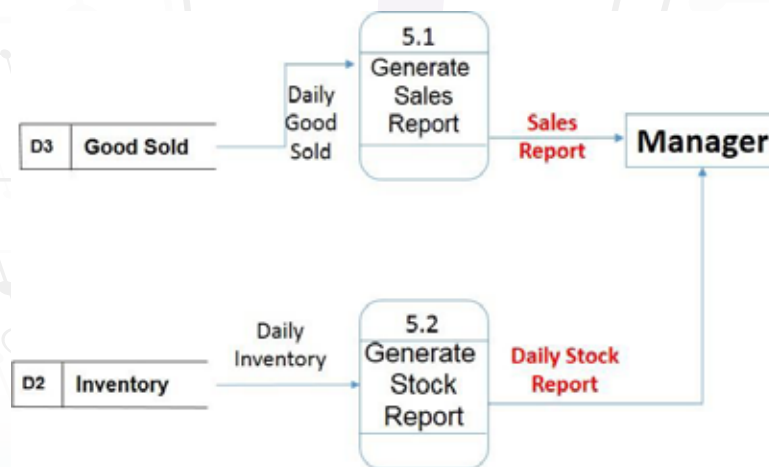 5.1
Generate
Sales
Report
Daily
Good
Sold
D3
Good Sold
Sales
Report
Manager
5.2
Generate
Stock
Report
Daily
Inventory
D2
Inventory
Daily Stock
Report